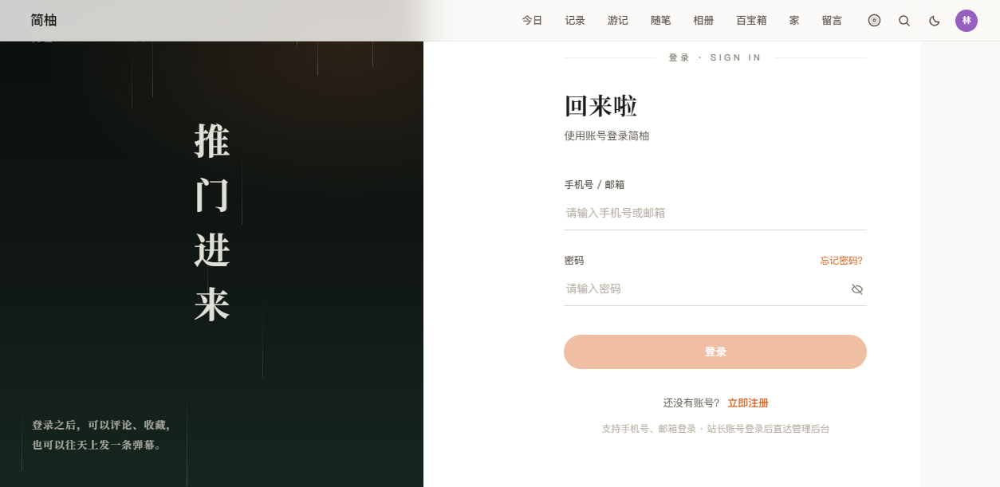 简柚
今日 记录 游记 随笔 相册 百宝箱 家 留言
林
推
门
进
来
登录之后，可以评论、收藏，
也可以往天上发一条弹幕。
登录 · SIGN IN
回来啦
使用账号登录简柚
手机号 / 邮箱
请输入手机号或邮箱
密码 忘记密码?
请输入密码
登录
还没有账号? 立即注册
支持手机号、邮箱登录 · 站长账号登录后直达管理后台